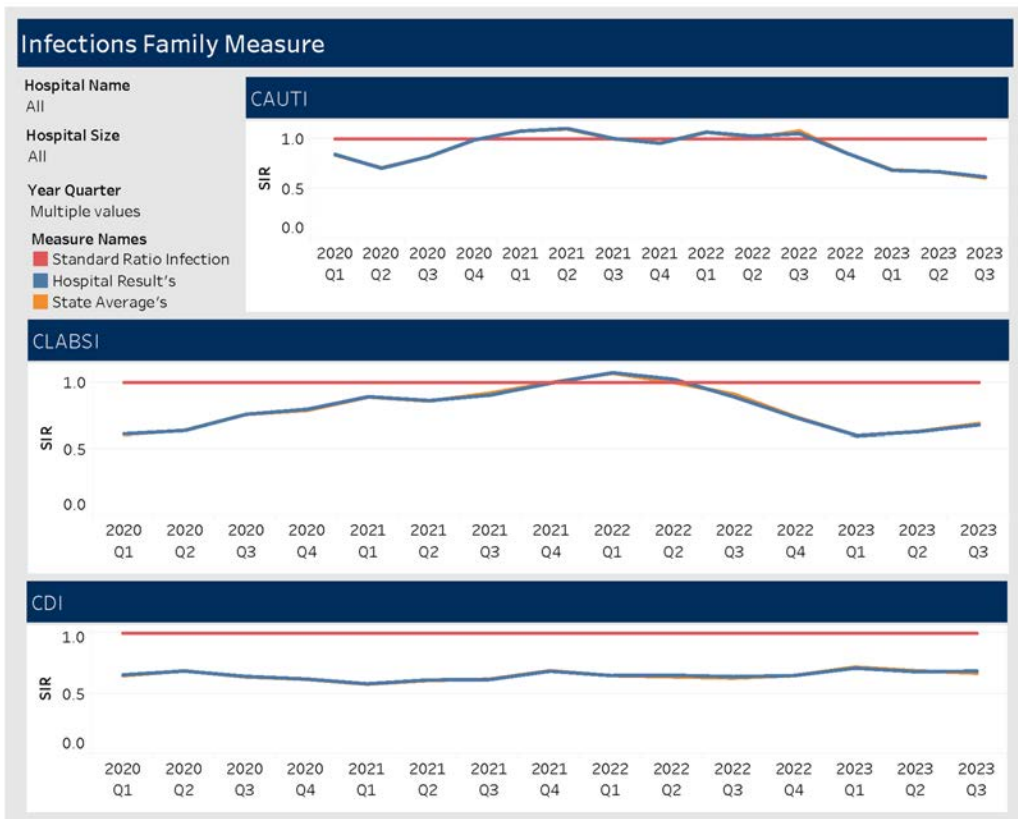 Infections Family Measure
Hospital Name
All
Hospital Size
All
Year Quarter
Multiple values
Measure Names
Standard Ratio Infection
Hospital Result's
State Average's
CAUTI
1.0
SIR
0.5
0.0
2020 2020 2020 2020 2021 2021 2021 2021 2022 2022 2022 2022 2023 2023 2023
Q1 Q2 Q3 Q4 Q1 Q2 Q3 Q4 Q1 Q2 Q3 Q4 Q1 Q2 Q3
CLABSI
1.0
SIR
0.5
0.0
2020 2020 2020 2020 2021 2021 2021 2021 2022 2022 2022 2022 2023 2023 2023
Q1 Q2 Q3 Q4 Q1 Q2 Q3 Q4 Q1 Q2 Q3 Q4 Q1 Q2 Q3
CDI
1.0
SIR
0.5
0.0
2020 2020 2020 2020 2021 2021 2021 2021 2022 2022 2022 2022 2023 2023 2023
Q1 Q2 Q3 Q4 Q1 Q2 Q3 Q4 Q1 Q2 Q3 Q4 Q1 Q2 Q3